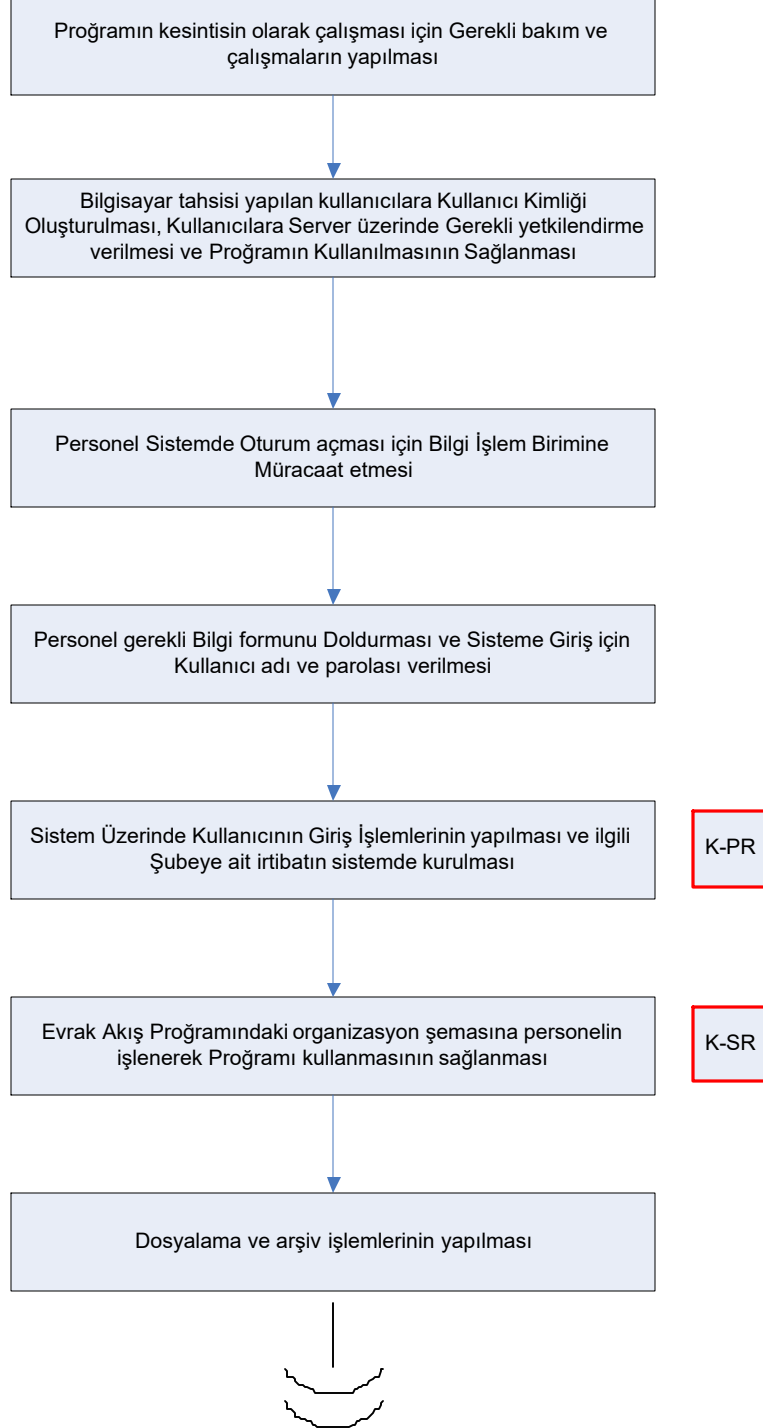 Proğramın kesintisin olarak çalışması için Gerekli bakım ve
çalışmaların yapılması
Bilgisayar tahsisi yapılan kullanıcılara Kullanıcı Kimliği
Oluşturulması, Kullanıcılara Server üzerinde Gerekli yetkilendirme
verilmesi ve Proğramın Kullanılmasının Sağlanması
Personel Sistemde Oturum açması için Bilgi İşlem Birimine
Müracaat etmesi
Personel gerekli Bilgi formunu Doldurması ve Sisteme Giriş için
Kullanıcı adı ve parolası verilmesi
Sistem Üzerinde Kullanıcının Giriş İşlemlerinin yapılması ve ilgili
Şubeye ait irtibatın sistemde kurulması
K-PR
Evrak Akış Proğramındaki organizasyon şemasına personelin
işlenerek Proğramı kullanmasının sağlanması
K-SR
Dosyalama ve arşiv işlemlerinin yapılması